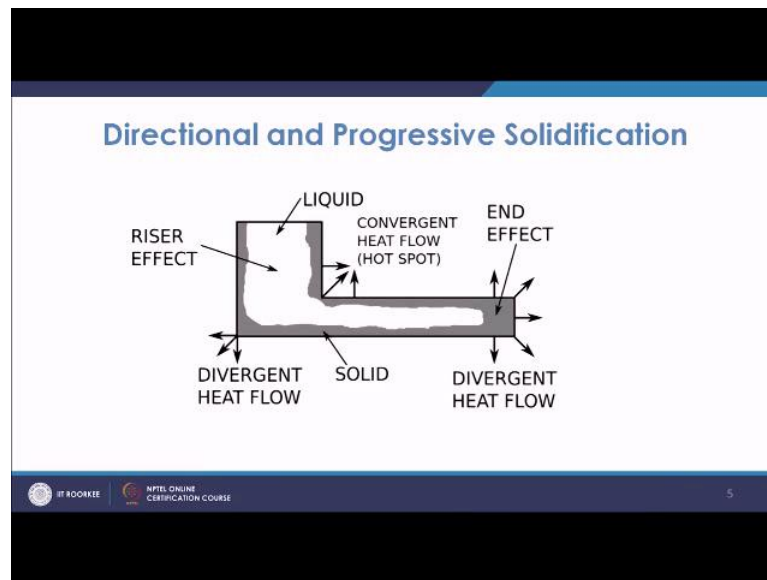 Directional and Progressive Solidification
LIQUID
RISER
EFFECT
CONVERGENT
HEAT FLOW
(HOT SPOT)
END
EFFECT
DIVERGENT
HEAT FLOW
SOLID
DIVERGENT
HEAT FLOW
IIT ROORKEE
NPTEL ONLINE
CERTIFICATION COURSE
5